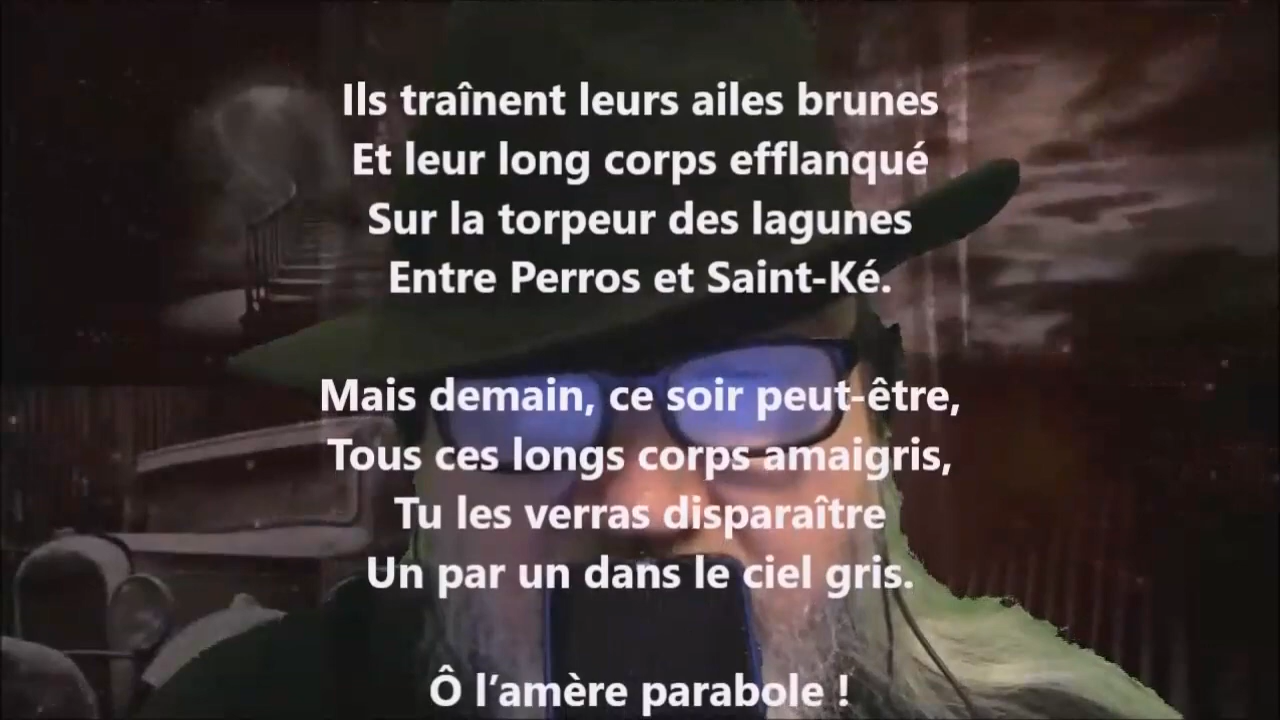 Ils traînent leurs ailes brunes
Et leur long corps efflanqué
Sur la torpeur des lagunes
Entre Perros et Saint-Ké.
Mais demain, ce soir peut-être,
Tous ces longs corps amaigris,
Tu les verras disparaître
Un par un dans le ciel gris.
Ô l’amère parabole !